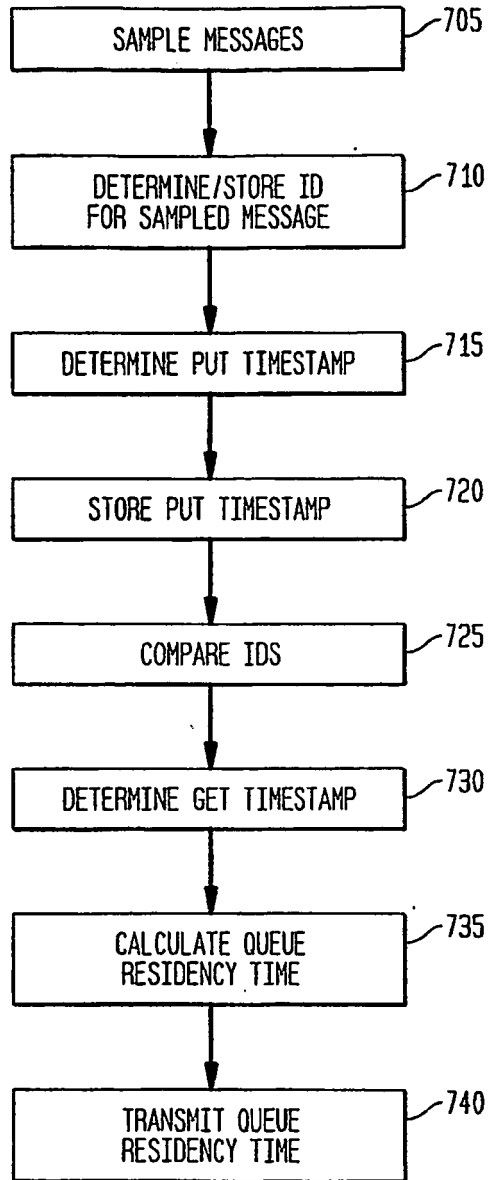 SAMPLE MESSAGES
705
DETERMINE/STORE ID
FOR SAMPLED MESSAGE
710
DETERMINE PUT TIMESTAMP
715
STORE PUT TIMESTAMP
720
COMPARE IDS
725
DETERMINE GET TIMESTAMP
730
CALCULATE QUEUE
RESIDENCY TIME
735
TRANSMIT QUEUE
RESIDENCY TIME
740